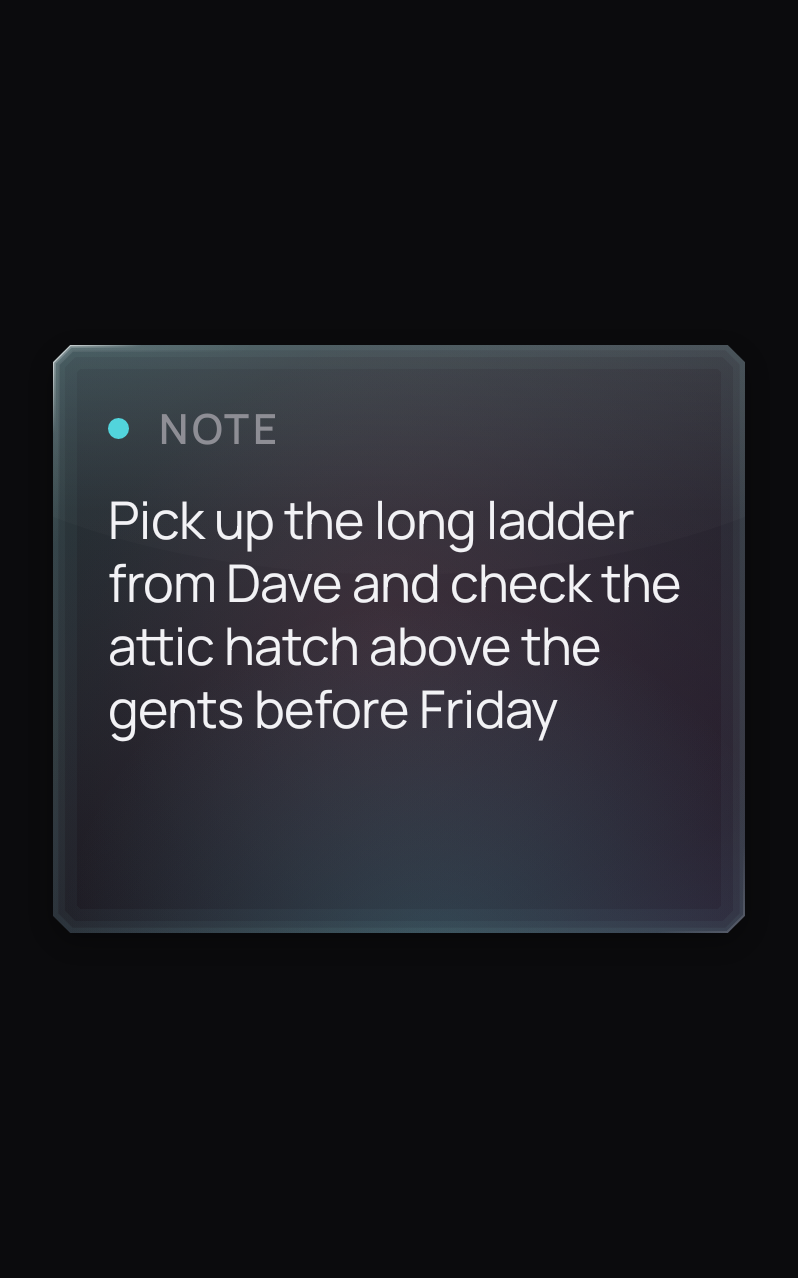 NOTE
Pick up the long ladder
from Dave and check the
attic hatch above the
gents before Friday